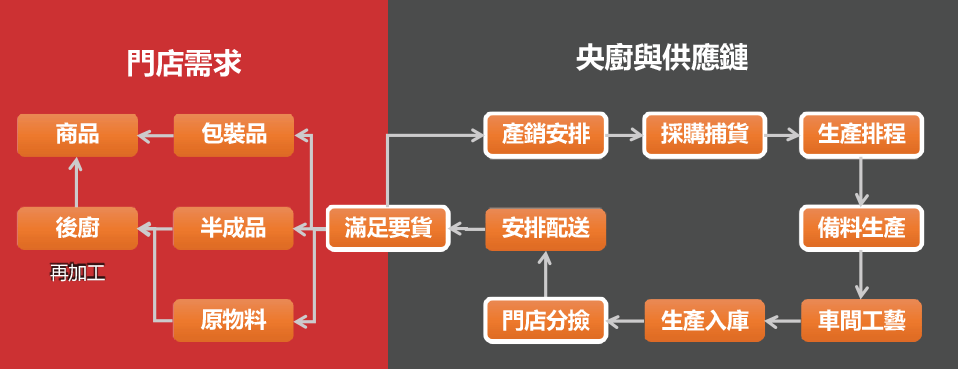 門店需求
央廚與供應鏈
商品
包裝品
產銷安排
採購捕貨
生產排程
後廚
半成品
滿足要貨
安排配送
備料生產
再加工
原物料
門店分撿
生產入庫
車間工藝